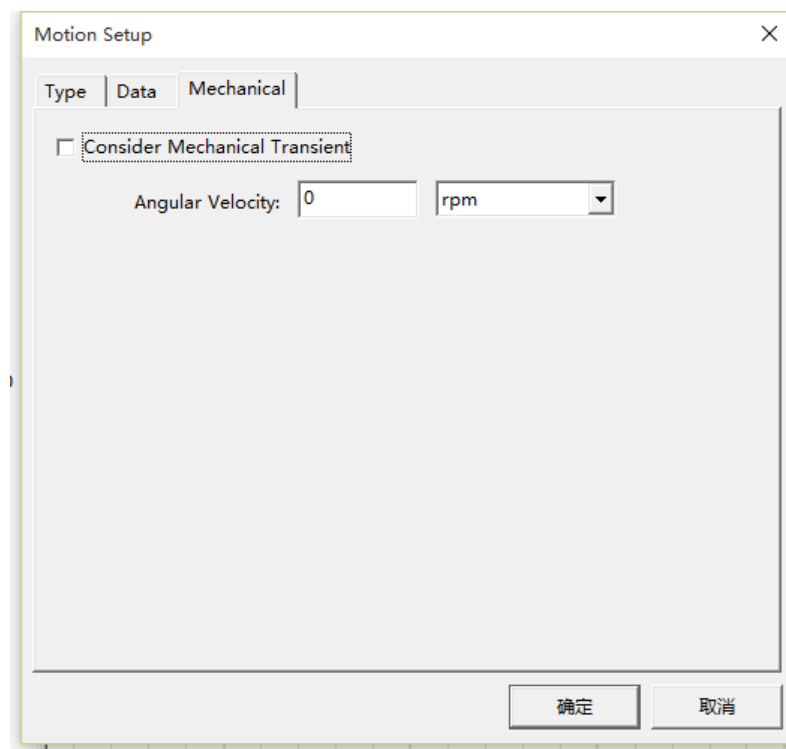 Motion Setup
Type Data Mechanical
Consider Mechanical Transient
Angular Velocity: 0 rpm
确定 取消